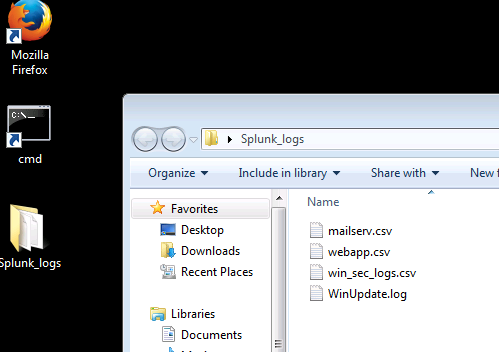 Mozilla
Firefox
C:\_
cmd
Splunk_logs
Splunk_logs
Organize
Include in library
Share with
New f
Favorites
Desktop
Downloads
Recent Places
Libraries
Documents
Name
mailserv.csv
webapp.csv
win_sec_logs.csv
WinUpdate.log